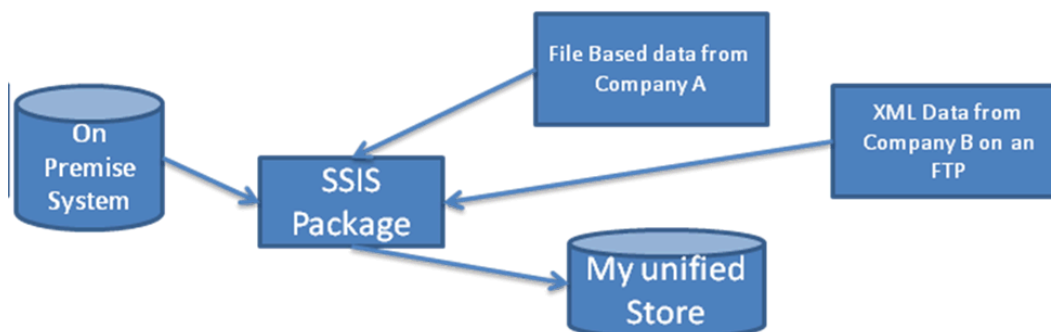 File Based data from
Company A
On
Premise
System
XML Data from
Company B on an
FTP
SSIS
Package
My unified
Store